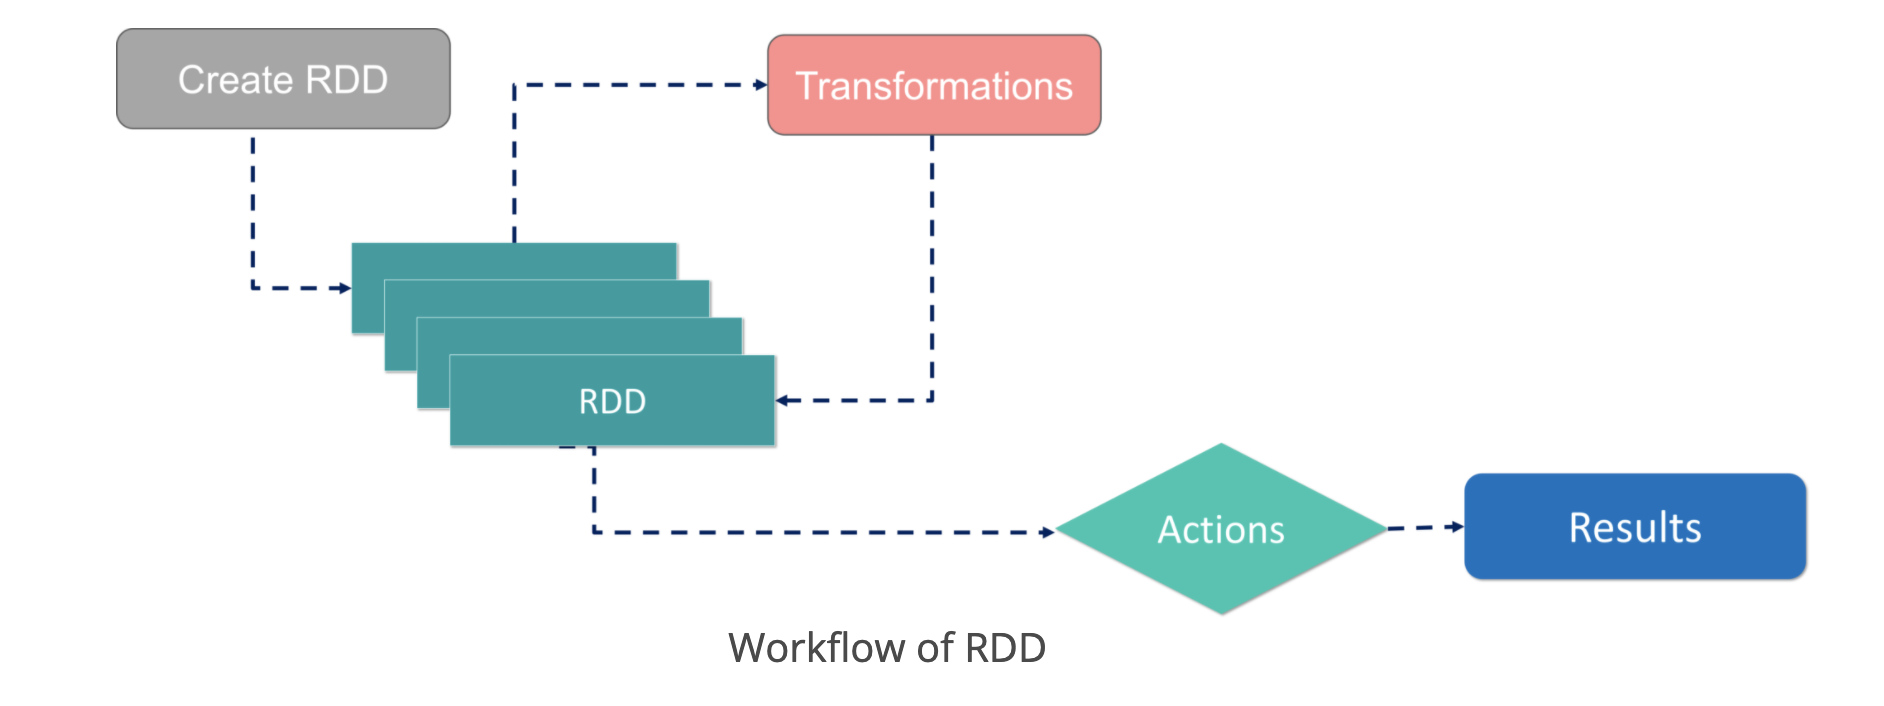 Create RDD
Transformations
RDD
Actions
Results
Workflow of RDD